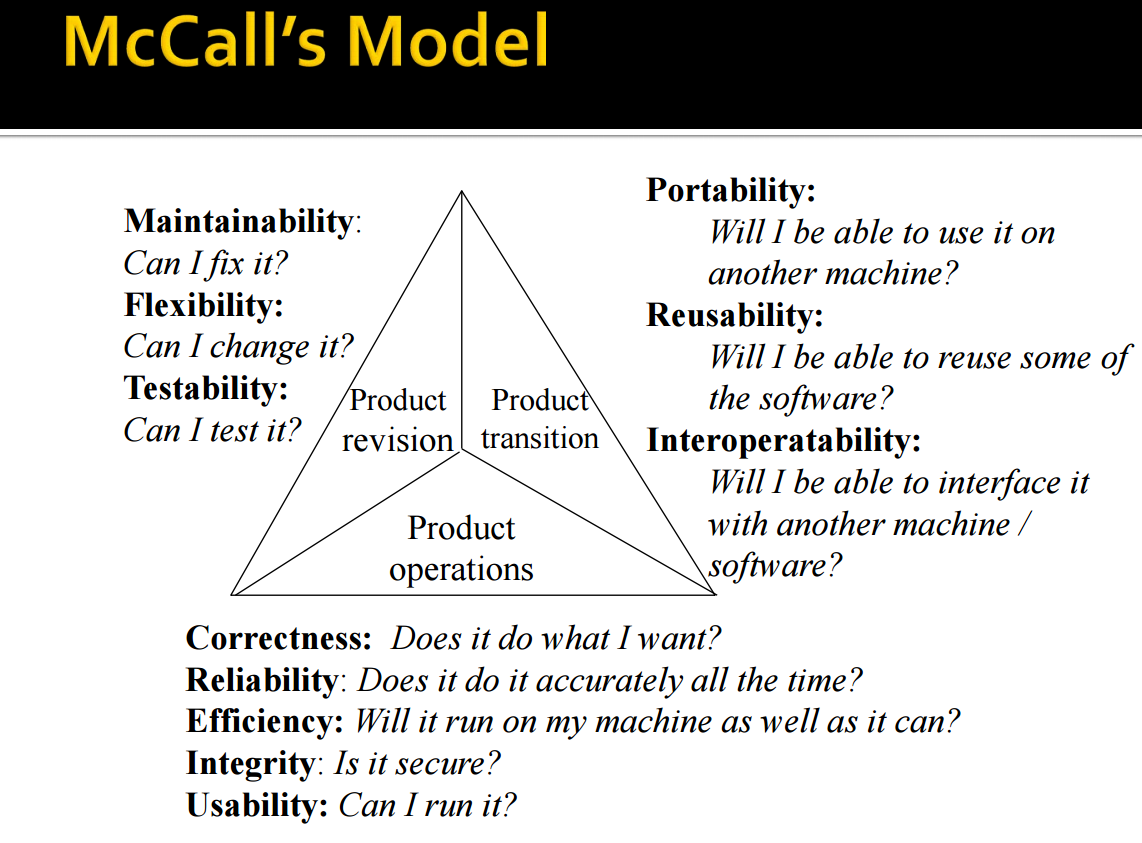 McCall's Model
Maintainability:
Can I fix it?
Flexibility:
Can I change it?
Testability:
Can I test it?
Product
revision
Product
transition
Product
operations
Portability:
Will I be able to use it on
another machine?
Reusability:
Will I be able to reuse some of
the software?
Interoperatability:
Will I be able to interface it
with another machine /
software?
Correctness: Does it do what I want?
Reliability: Does it do it accurately all the time?
Efficiency: Will it run on my machine as well as it can?
Integrity: Is it secure?
Usability: Can I run it?